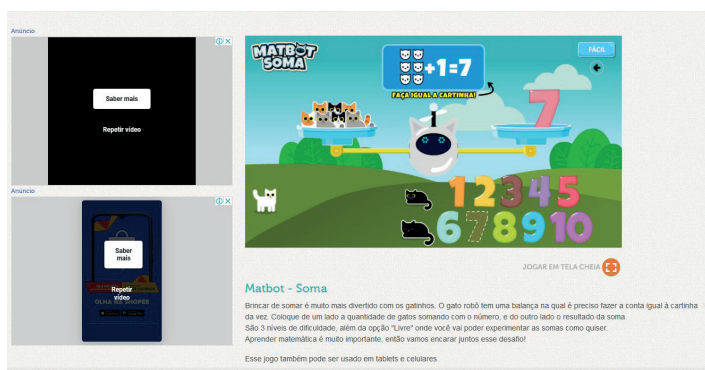 Anúncio
Saber mais
Repetir vídeo
Anúncio
Saber
mais
Repetir
vídeo
OLHA NA SHOPEE
MATBOT
SOMA
+1=7
FAÇA IGUAL A CARTINHA!
FÁCIL
7
1 2 3 4 5
6 7 8 9 10
JOGAR EM TELA CHEIA
Matbot - Soma
Brincar de somar é muito mais divertido com os gatinhos. O gato robô tem uma balança na qual é preciso fazer a conta igual à cartinha
da vez. Coloque de um lado a quantidade de gatos somando com o número, e do outro lado o resultado da soma.
São 3 níveis de dificuldade, além da opção "Livre" onde você vai poder experimentar as somas como quiser.
Aprender matemática é muito importante, então vamos encarar juntos esse desafio!
Esse jogo também pode ser usado em tablets e celulares.